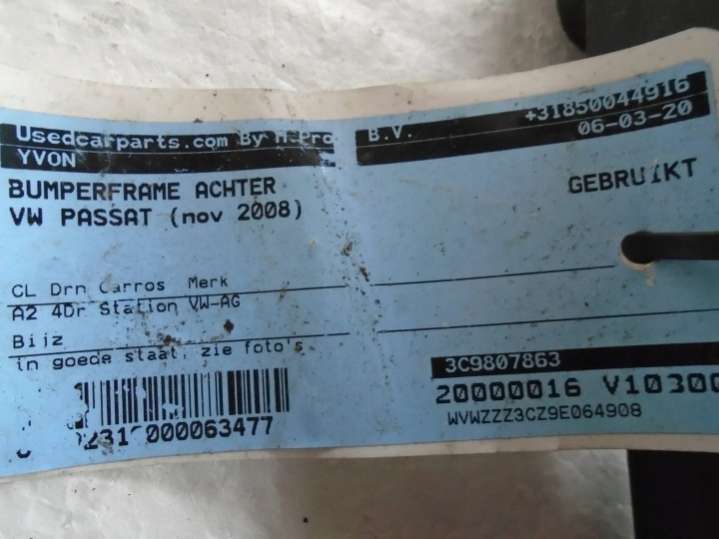 Usedcarparts.com By M.Pro B.V. +31850044916
YVON 06-03-20
BUMPERFRAME ACHTER GEBRUIKT
VW PASSAT (nov 2008)
CL Drn Carros Merk
A2 4Dr Station VW-AG
Bijz
in goede staat, zie foto's
3C9807863
20000016 V10300
WVWZZZ3CZ9E064908
000063477